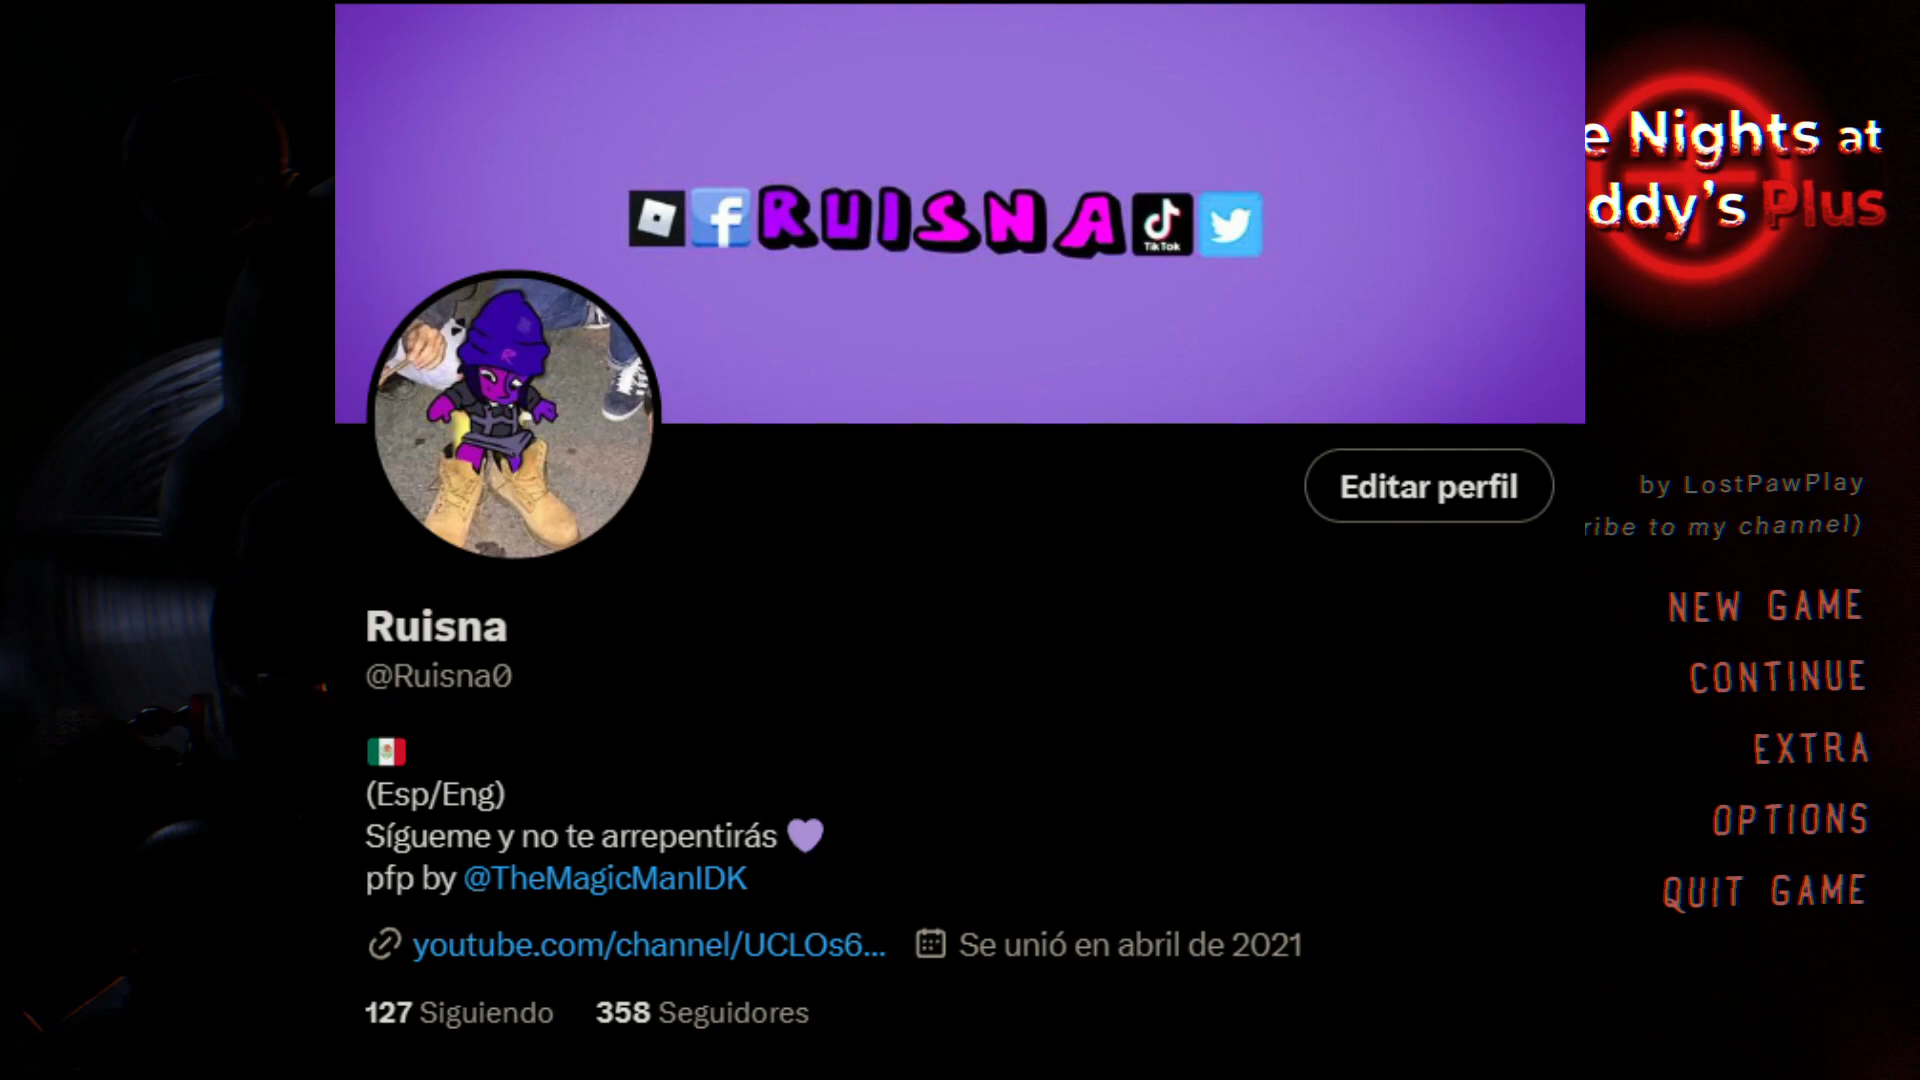 RUISNA
TikTok
Editar perfil
Ruisna
@Ruisna0
(Esp/Eng)
Sígueme y no te arrepentirás
pfp by @TheMagicManIDK
youtube.com/channel/UCLOs6... Se unió en abril de 2021
127 Siguiendo 358 Seguidores
e Nights at
ddy's Plus
by LostPawPlay
ribe to my channel)
NEW GAME
CONTINUE
EXTRA
OPTIONS
QUIT GAME